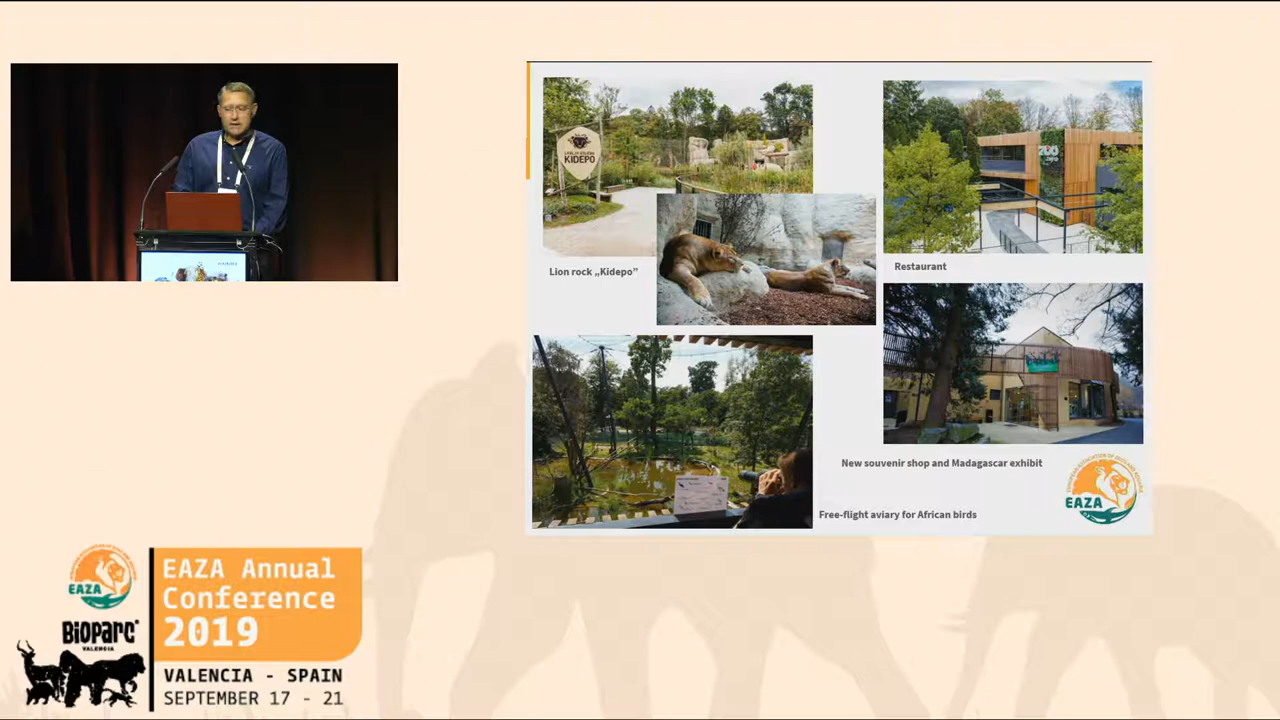 KIDEPO
ZOO
Lion rock „Kidepo”
Restaurant
New souvenir shop and Madagascar exhibit
Free-flight aviary for African birds
EAZA
EAZA
BIOPARC
VALENCIA
EAZA Annual
Conference
2019
VALENCIA - SPAIN
SEPTEMBER 17 - 21